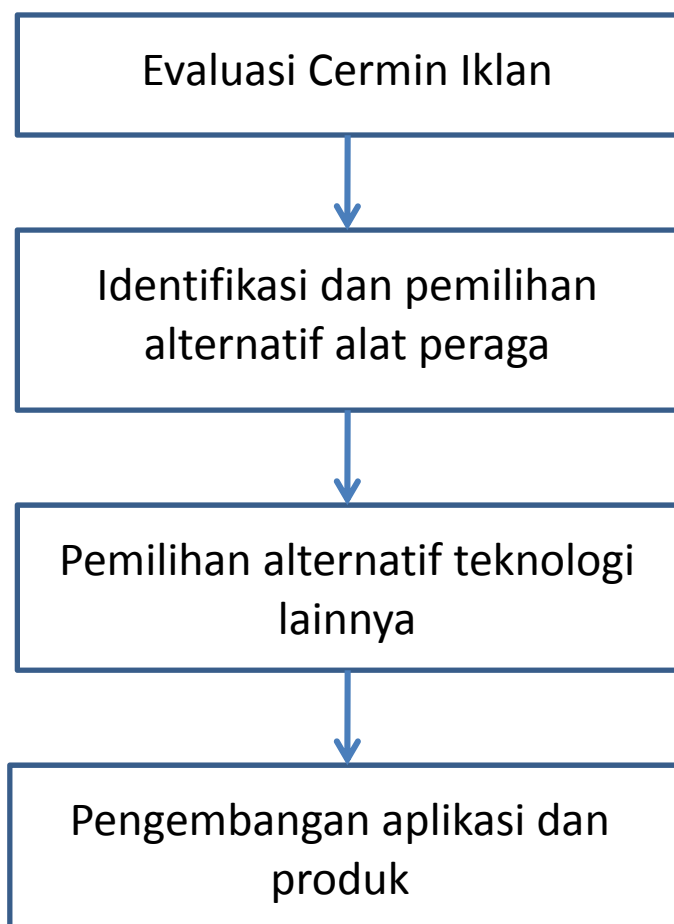 Evaluasi Cermin Iklan
Identifikasi dan pemilihan
alternatif alat peraga
Pemilihan alternatif teknologi
lainnya
Pengembangan aplikasi dan
produk